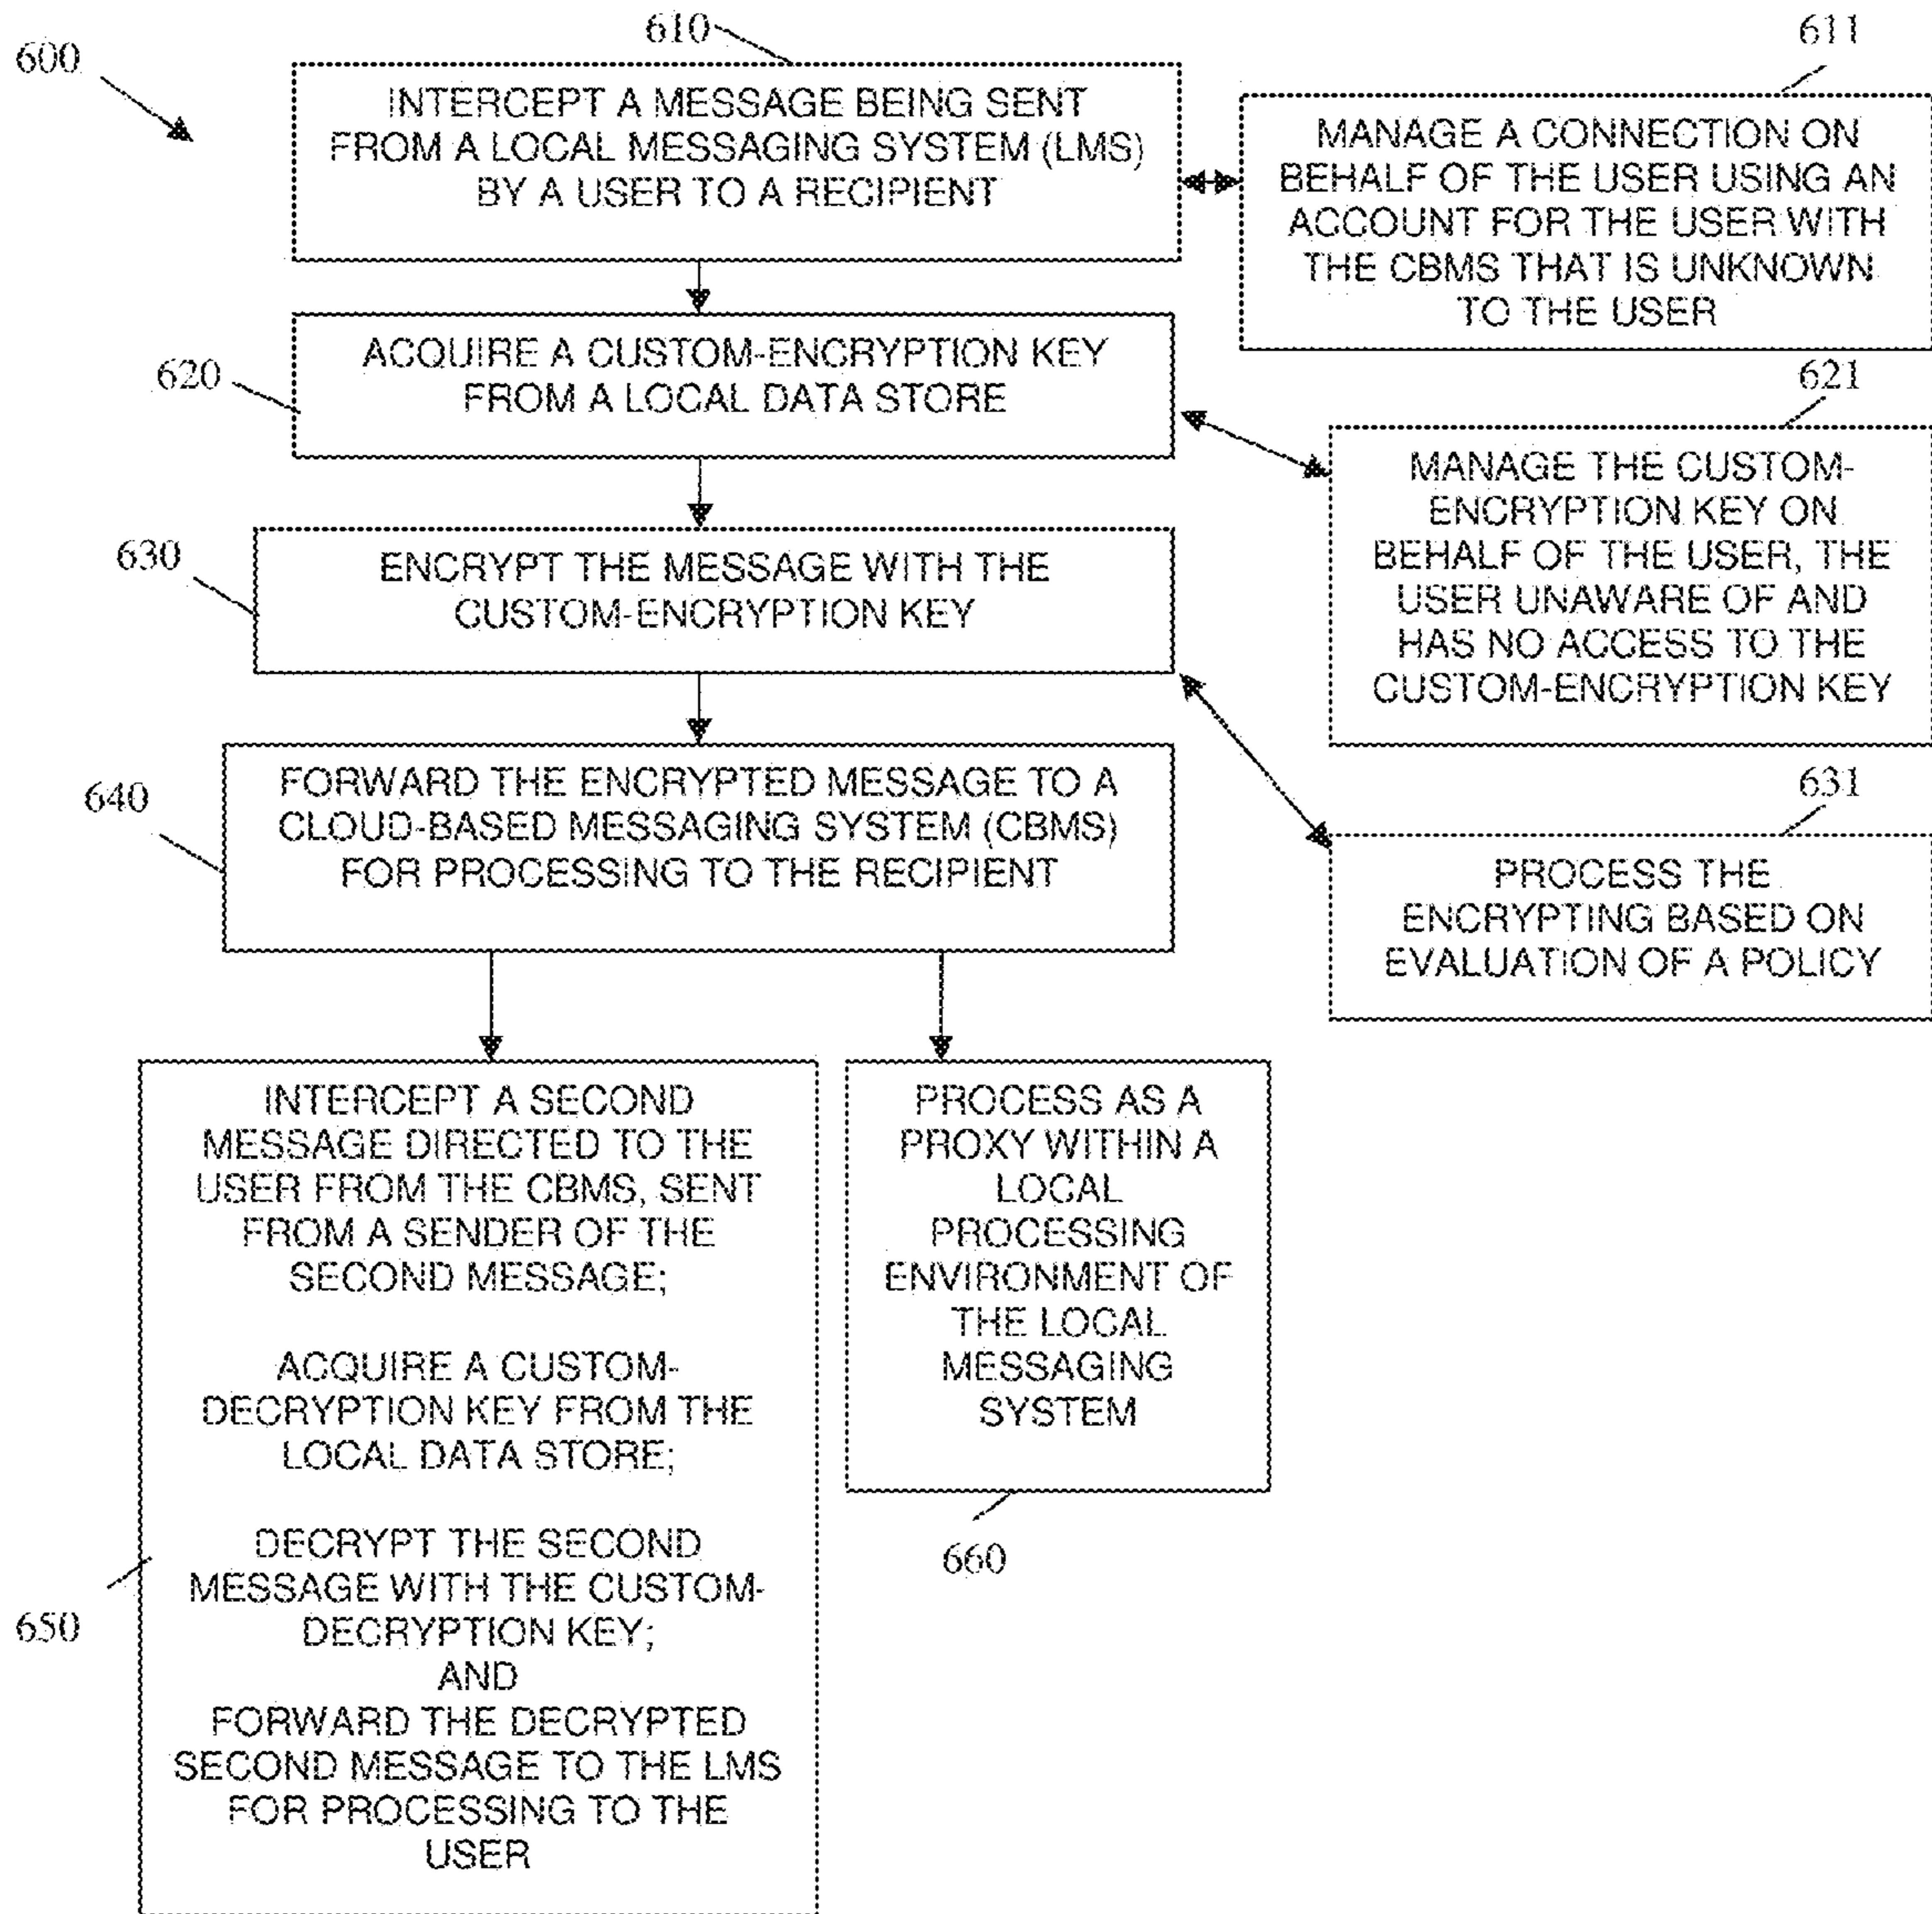 600
610
INTERCEPT A MESSAGE BEING SENT
FROM A LOCAL MESSAGING SYSTEM (LMS)
BY A USER TO A RECIPIENT
611
MANAGE A CONNECTION ON
BEHALF OF THE USER USING AN
ACCOUNT FOR THE USER WITH
THE CBMS THAT IS UNKNOWN
TO THE USER
620
ACQUIRE A CUSTOM-ENCRYPTION KEY
FROM A LOCAL DATA STORE
621
MANAGE THE CUSTOM-
ENCRYPTION KEY ON
BEHALF OF THE USER, THE
USER UNAWARE OF AND
HAS NO ACCESS TO THE
CUSTOM-ENCRYPTION KEY
630
ENCRYPT THE MESSAGE WITH THE
CUSTOM-ENCRYPTION KEY
631
PROCESS THE
ENCRYPTING BASED ON
EVALUATION OF A POLICY
640
FORWARD THE ENCRYPTED MESSAGE TO A
CLOUD-BASED MESSAGING SYSTEM (CBMS)
FOR PROCESSING TO THE RECIPIENT
650
INTERCEPT A SECOND
MESSAGE DIRECTED TO THE
USER FROM THE CBMS, SENT
FROM A SENDER OF THE
SECOND MESSAGE;
ACQUIRE A CUSTOM-
DECRYPTION KEY FROM THE
LOCAL DATA STORE;
DECRYPT THE SECOND
MESSAGE WITH THE CUSTOM-
DECRYPTION KEY;
AND
FORWARD THE DECRYPTED
SECOND MESSAGE TO THE LMS
FOR PROCESSING TO THE
USER
PROCESS AS A
PROXY WITHIN A
LOCAL
PROCESSING
ENVIRONMENT OF
THE LOCAL
MESSAGING
SYSTEM
660